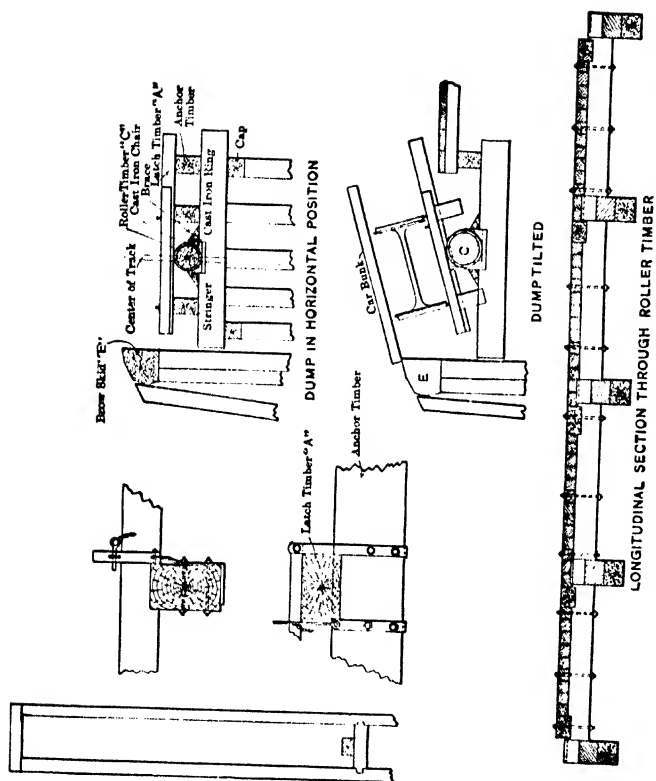 Brow Skid "E"
Center of Track
Roller Timber "C"
Cast Iron Chair
Brace
Latch Timber "A"
Anchor
Timber
Stringer
Cast Iron Ring
Cap
DUMP IN HORIZONTAL POSITION
Car Bunk
C
E
DUMP TILTED
Latch Timber "A"
Anchor Timber
LONGITUDINAL SECTION THROUGH ROLLER TIMBER